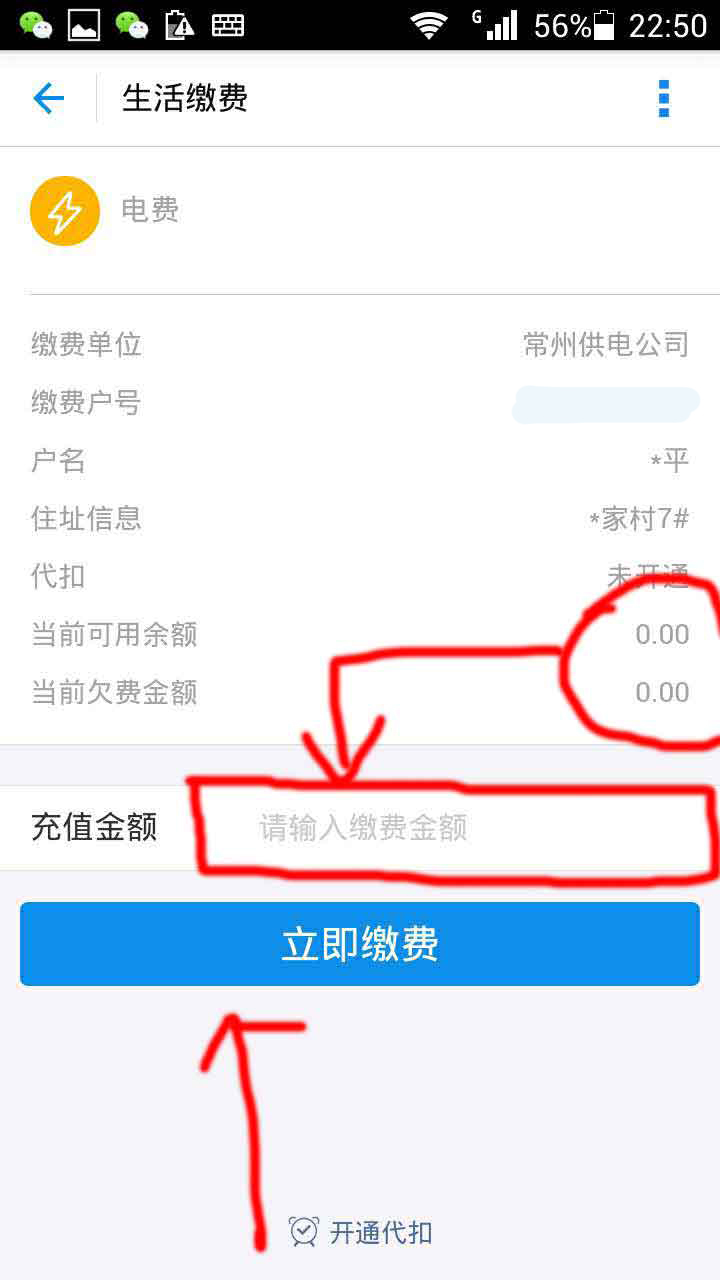 G 56% 22:50
生活缴费
电费
缴费单位 常州供电公司
缴费户号
户名 *平
住址信息 *家村7#
代扣 未开通
当前可用余额 0.00
当前欠费金额 0.00
充值金额 请输入缴费金额
立即缴费
开通代扣